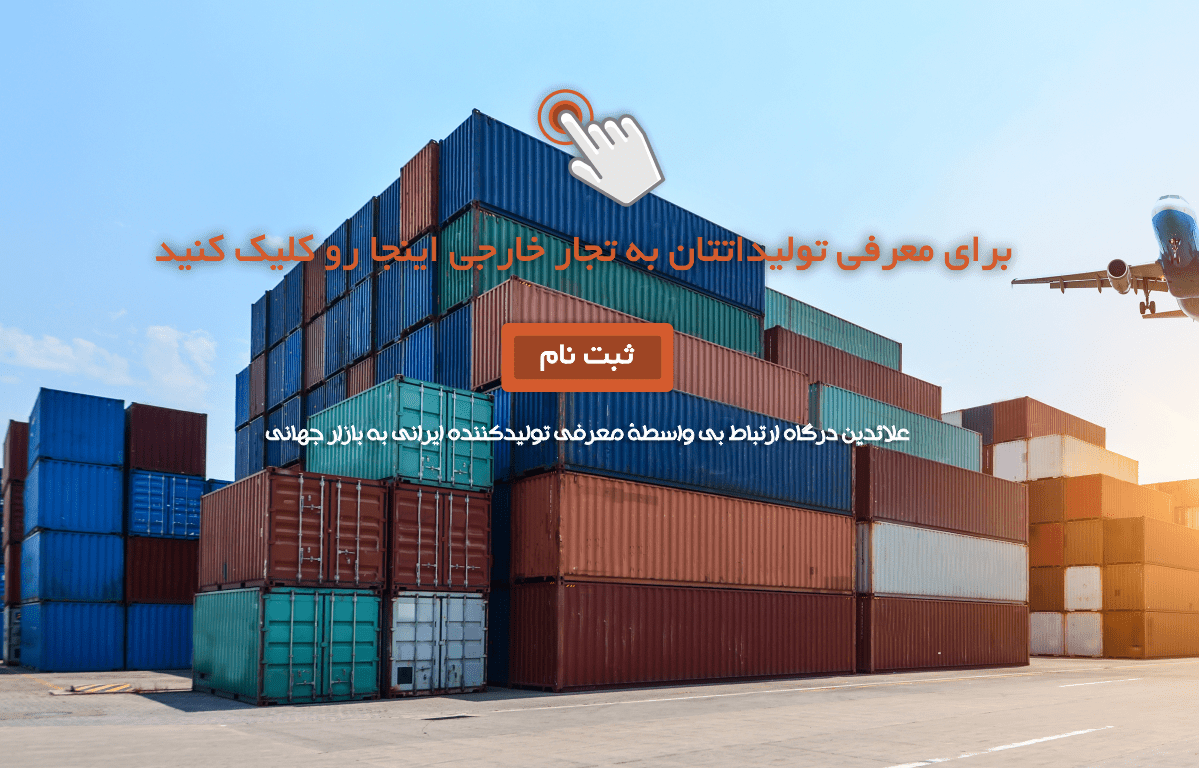 برای معرفی تولیداتتان به تجار خارجی اینجا رو کلیک کنید
ثبت نام
علائدین درگاه ارتباط بی واسطهٔ معرفی تولیدکننده ایرانی به بازار جهانی